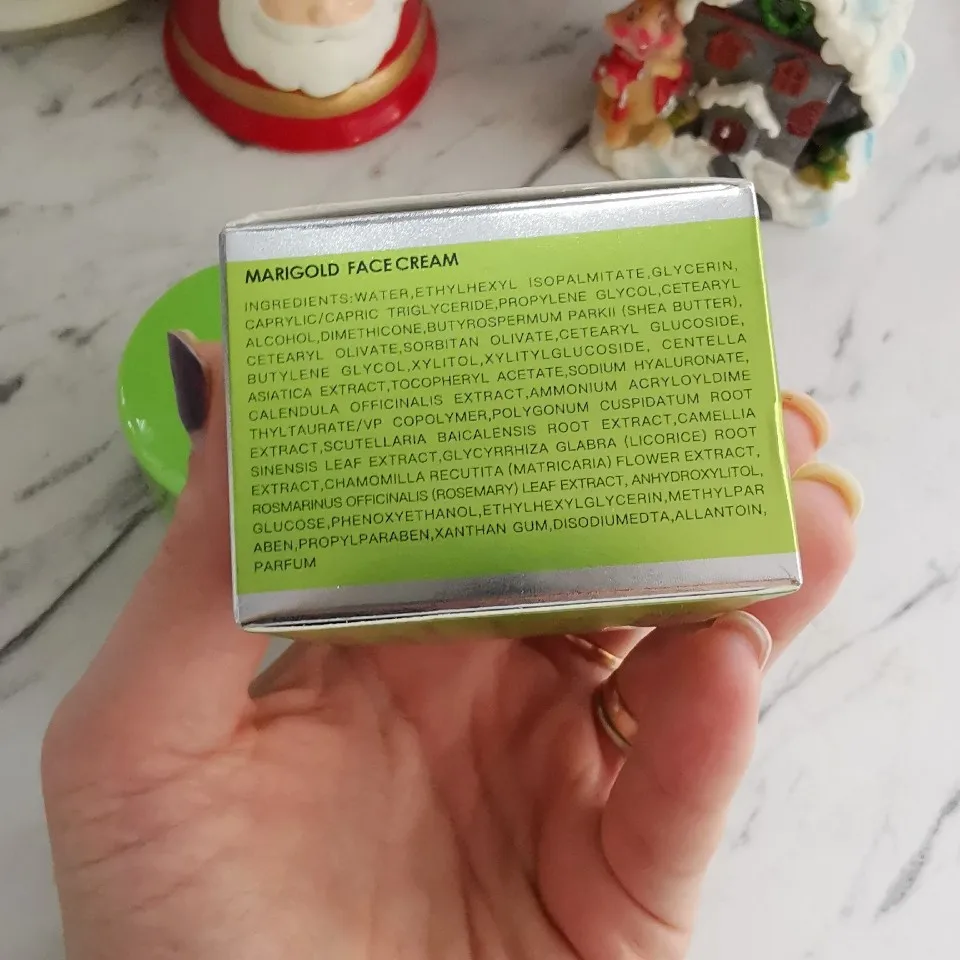 MARIGOLD FACE CREAM
INGREDIENTS:WATER,ETHYLHEXYL ISOPALMITATE,GLYCERIN,
CAPRYLIC/CAPRIC TRIGLYCERIDE,PROPYLENE GLYCOL,CETEARYL
ALCOHOL,DIMETHICONE,BUTYROSPERMUM PARKII (SHEA BUTTER),
CETEARYL OLIVATE,SORBITAN OLIVATE,CETEARYL GLUCOSIDE,
BUTYLENE GLYCOL,XYLITOL,XYLITYLGLUCOSIDE, CENTELLA
ASIATICA EXTRACT,TOCOPHERYL ACETATE,SODIUM HYALURONATE,
CALENDULA OFFICINALIS EXTRACT,AMMONIUM ACRYLOYLDIME
THYLTAURATE/VP COPOLYMER,POLYGONUM CUSPIDATUM ROOT
EXTRACT,SCUTELLARIA BAICALENSIS ROOT EXTRACT,CAMELLIA
SINENSIS LEAF EXTRACT,GLYCYRRHIZA GLABRA (LICORICE) ROOT
EXTRACT,CHAMOMILLA RECUTITA (MATRICARIA) FLOWER EXTRACT,
ROSMARINUS OFFICINALIS (ROSEMARY) LEAF EXTRACT, ANHYDROXYLITOL,
GLUCOSE,PHENOXYETHANOL,ETHYLHEXYLGLYCERIN,METHYLPAR
ABEN,PROPYLPARABEN,XANTHAN GUM,DISODIUMEDTA,ALLANTOIN,
PARFUM